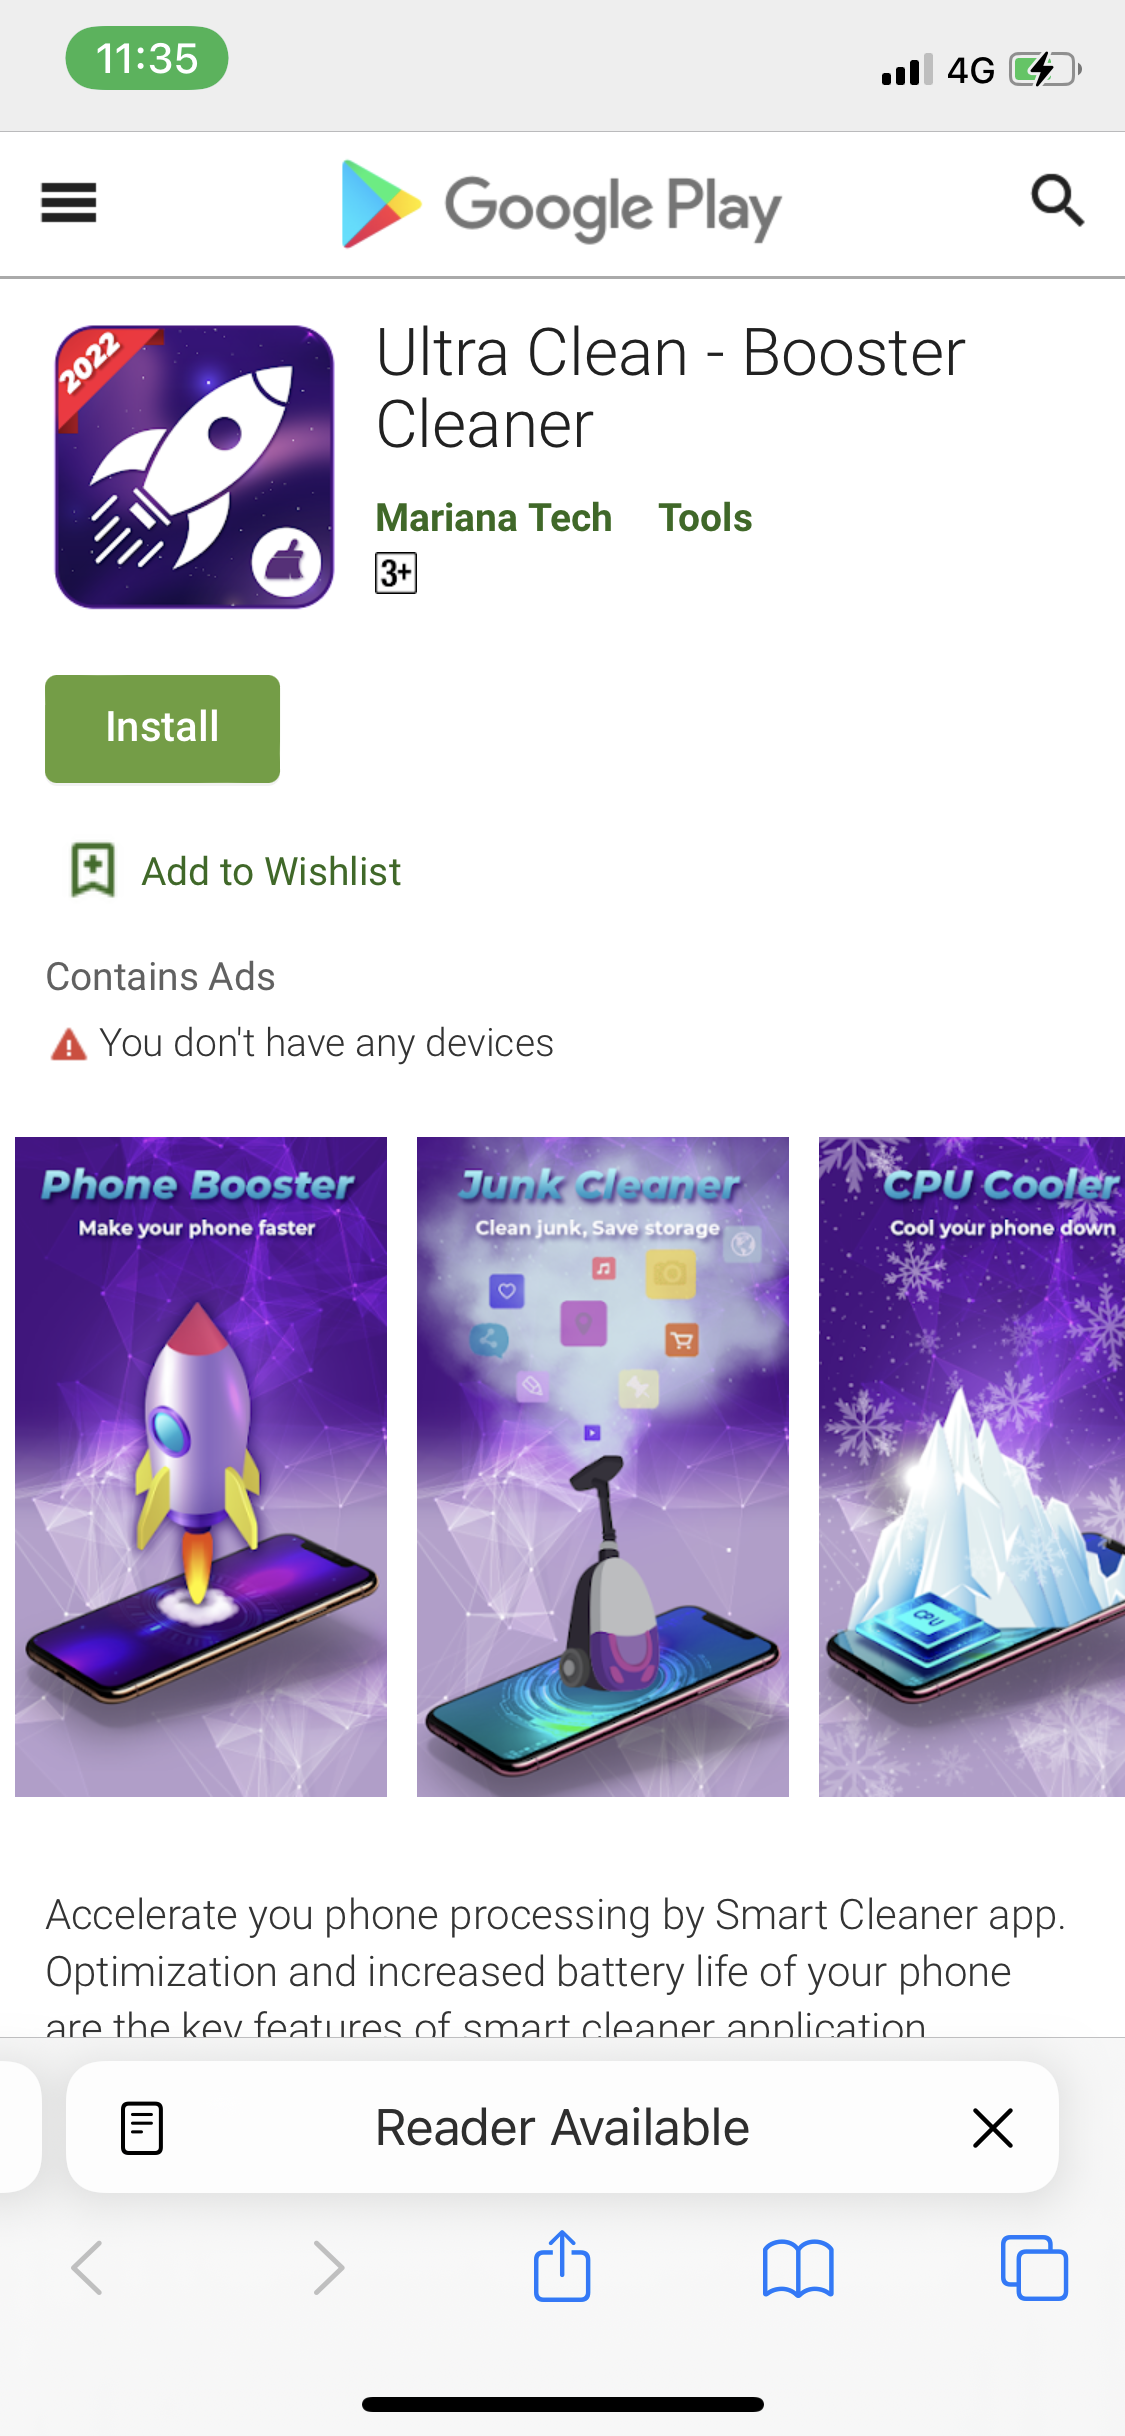 11:35
4G
Google Play
2022
Ultra Clean - Booster
Cleaner
Mariana Tech Tools
3+
Install
Add to Wishlist
Contains Ads
You don't have any devices
Phone Booster
Make your phone faster
Junk Cleaner
Clean junk, Save storage
CPU Cooler
Cool your phone down
CPU
Accelerate you phone processing by Smart Cleaner app.
Optimization and increased battery life of your phone
are the key features of smart cleaner application
Reader Available